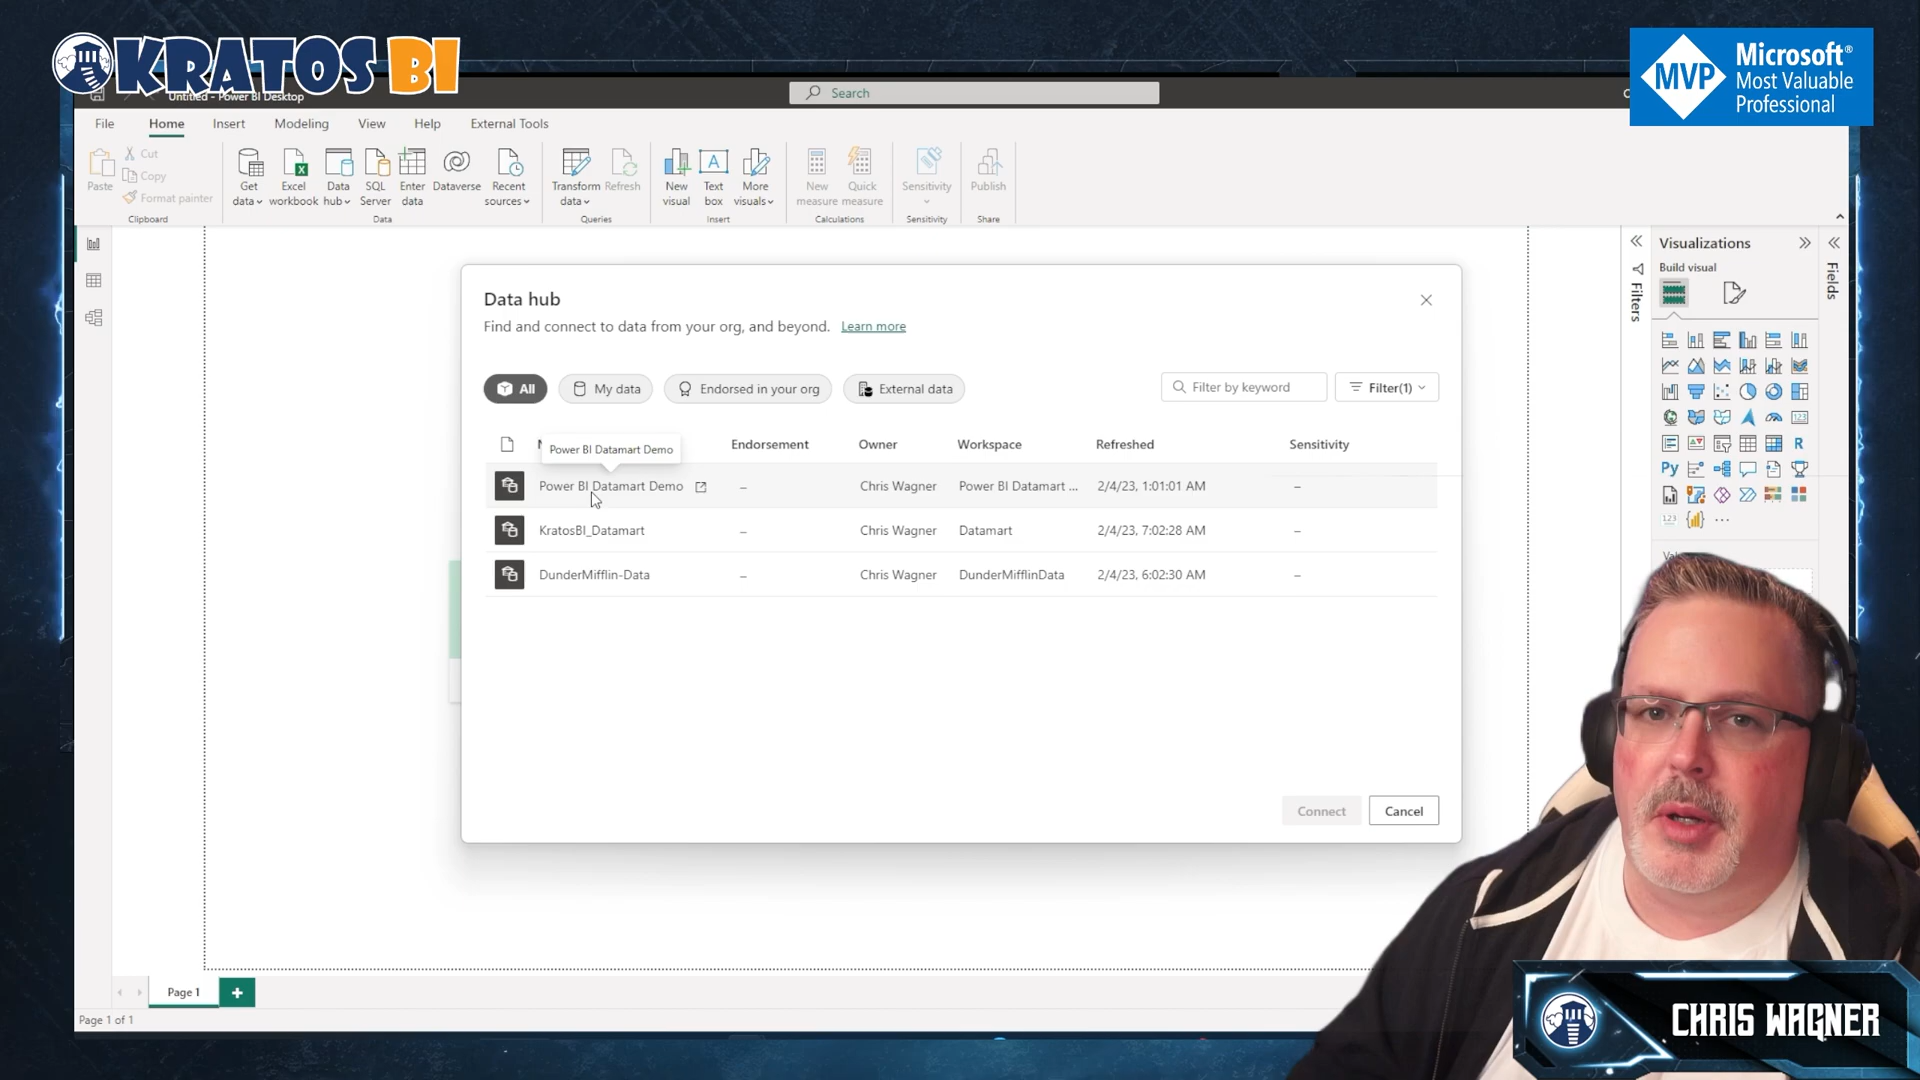 KRATOS BI
MVP
Microsoft®
Most Valuable
Professional
Untitled - Power BI Desktop
Search
File
Home
Insert
Modeling
View
Help
External Tools
Paste
Cut
Copy
Format painter
Clipboard
Get
data
Excel
workbook
Data
hub
SQL
Server
Enter
data
Dataverse
Recent
sources
Data
Transform
data
Refresh
Queries
New
visual
Text
box
More
visuals
Insert
New
measure
Quick
measure
Calculations
Sensitivity
Sensitivity
Publish
Share
Visualizations
Build visual
Filters
Fields
R
Py
123
Data hub
Find and connect to data from your org, and beyond. Learn more
All
My data
Endorsed in your org
External data
Filter by keyword
Filter(1)
Power BI Datamart Demo
Endorsement
Owner
Workspace
Refreshed
Sensitivity
Power BI Datamart Demo – Chris Wagner Power BI Datamart ... 2/4/23, 1:01:01 AM –
KratosBI_Datamart – Chris Wagner Datamart 2/4/23, 7:02:28 AM –
DunderMifflin-Data – Chris Wagner DunderMifflinData 2/4/23, 6:02:30 AM –
Connect
Cancel
Page 1
Page 1 of 1
CHRIS WAGNER